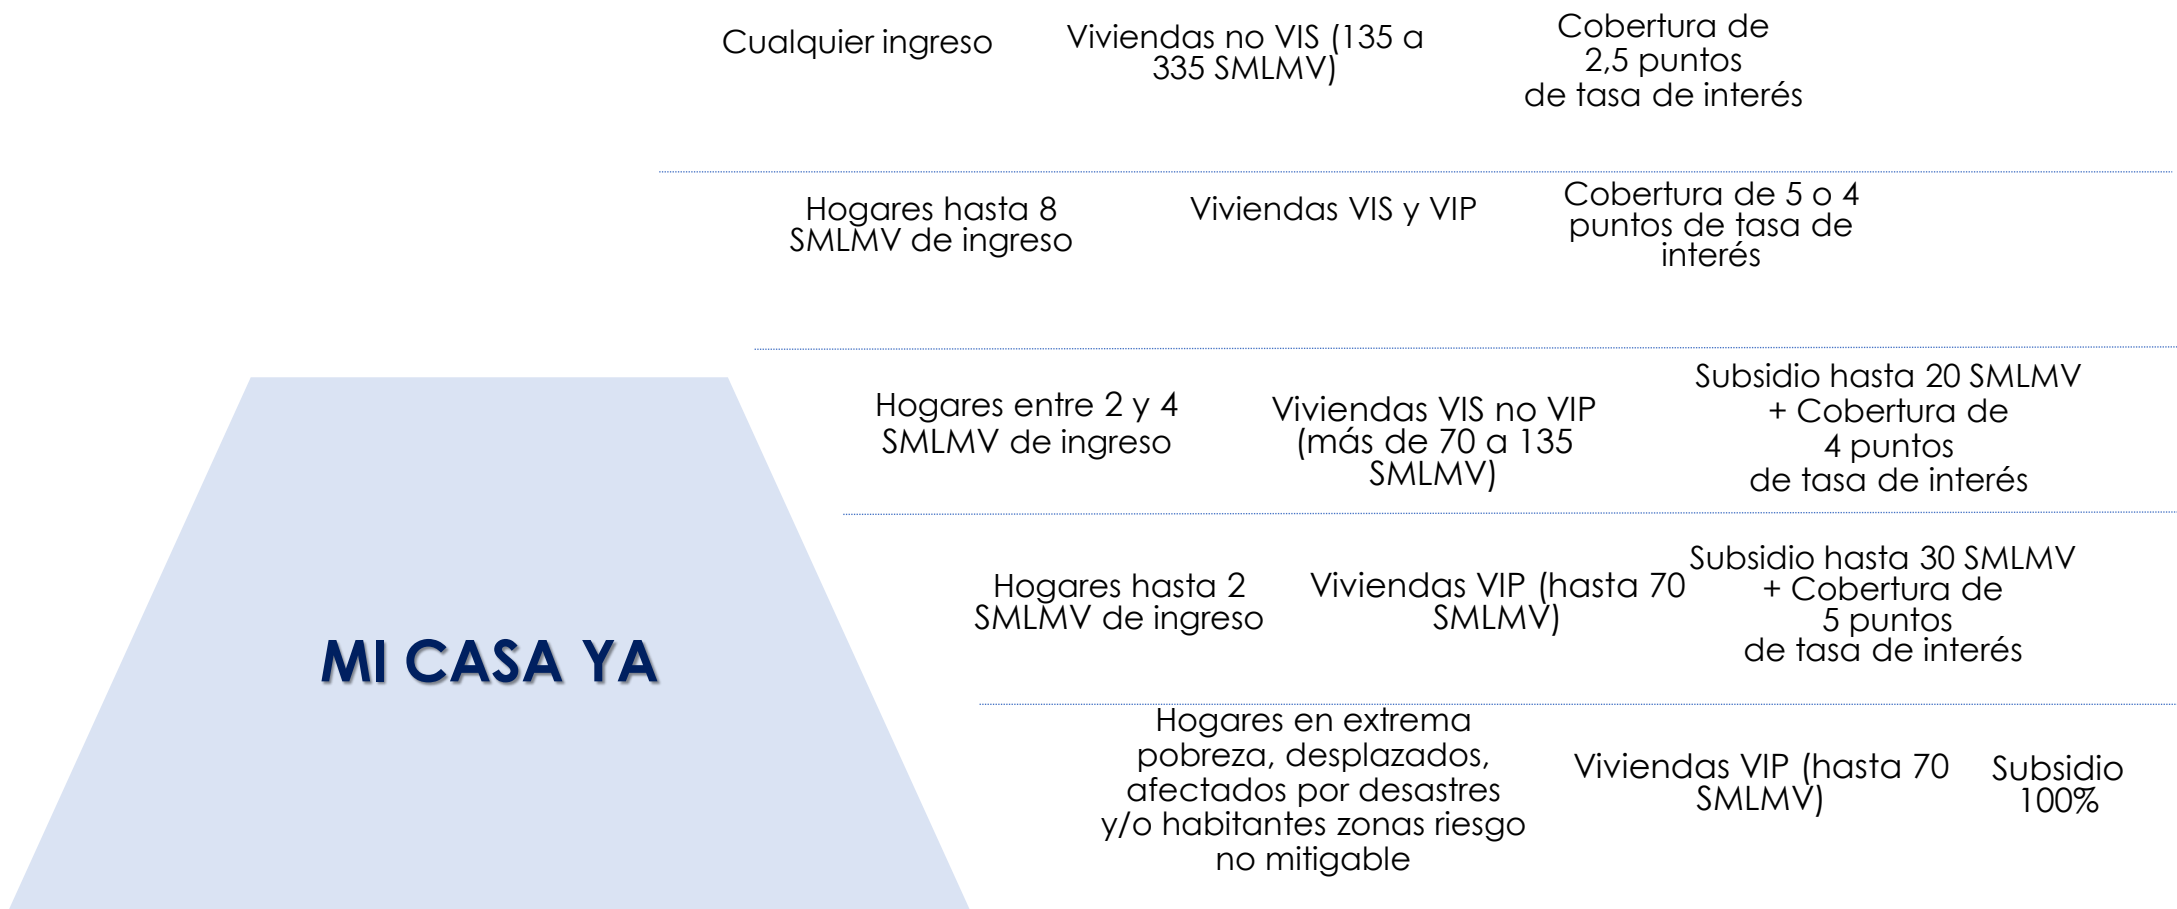 Cualquier ingreso
Viviendas no VIS (135 a
335 SMLMV)
Cobertura de
2,5 puntos
de tasa de interés
Hogares hasta 8
SMLMV de ingreso
Viviendas VIS y VIP
Cobertura de 5 o 4
puntos de tasa de
interés
Hogares entre 2 y 4
SMLMV de ingreso
Viviendas VIS no VIP
(más de 70 a 135
SMLMV)
Subsidio hasta 20 SMLMV
+ Cobertura de
4 puntos
de tasa de interés
Hogares hasta 2
SMLMV de ingreso
Viviendas VIP (hasta 70
SMLMV)
Subsidio hasta 30 SMLMV
+ Cobertura de
5 puntos
de tasa de interés
MI CASA YA
Hogares en extrema
pobreza, desplazados,
afectados por desastres
y/o habitantes zonas riesgo
no mitigable
Viviendas VIP (hasta 70
SMLMV)
Subsidio
100%